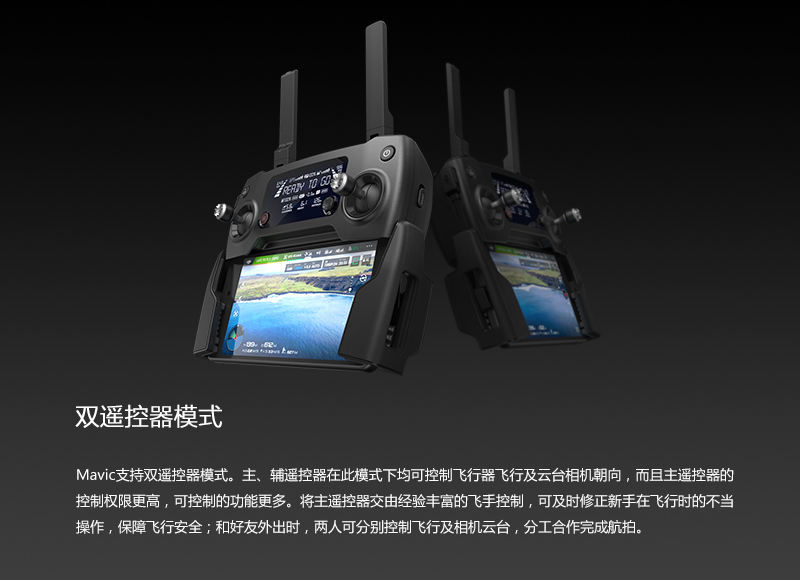 READY TO GO
双遥控器模式
Mavic支持双遥控器模式。主、辅遥控器在此模式下均可控制飞行器飞行及云台相机朝向，而且主遥控器的
控制权限更高，可控制的功能更多。将主遥控器交由经验丰富的飞手控制，可及时修正新手在飞行时的不当
操作，保障飞行安全；和好友外出时，两人可分别控制飞行及相机云台，分工合作完成航拍。